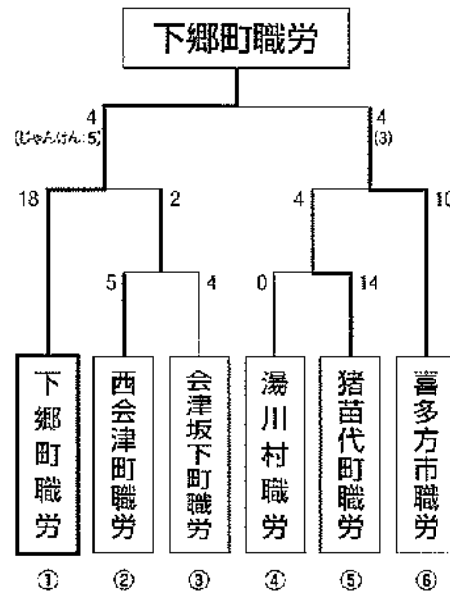 下郷町職労
4
(じゃんけん:5)
4
(3)
18
2
4
10
5
4
0
14
下郷町職労
西会津町職労
会津坂下町職労
湯川村職労
猪苗代町職労
喜多方市職労
①
②
③
④
⑤
⑥